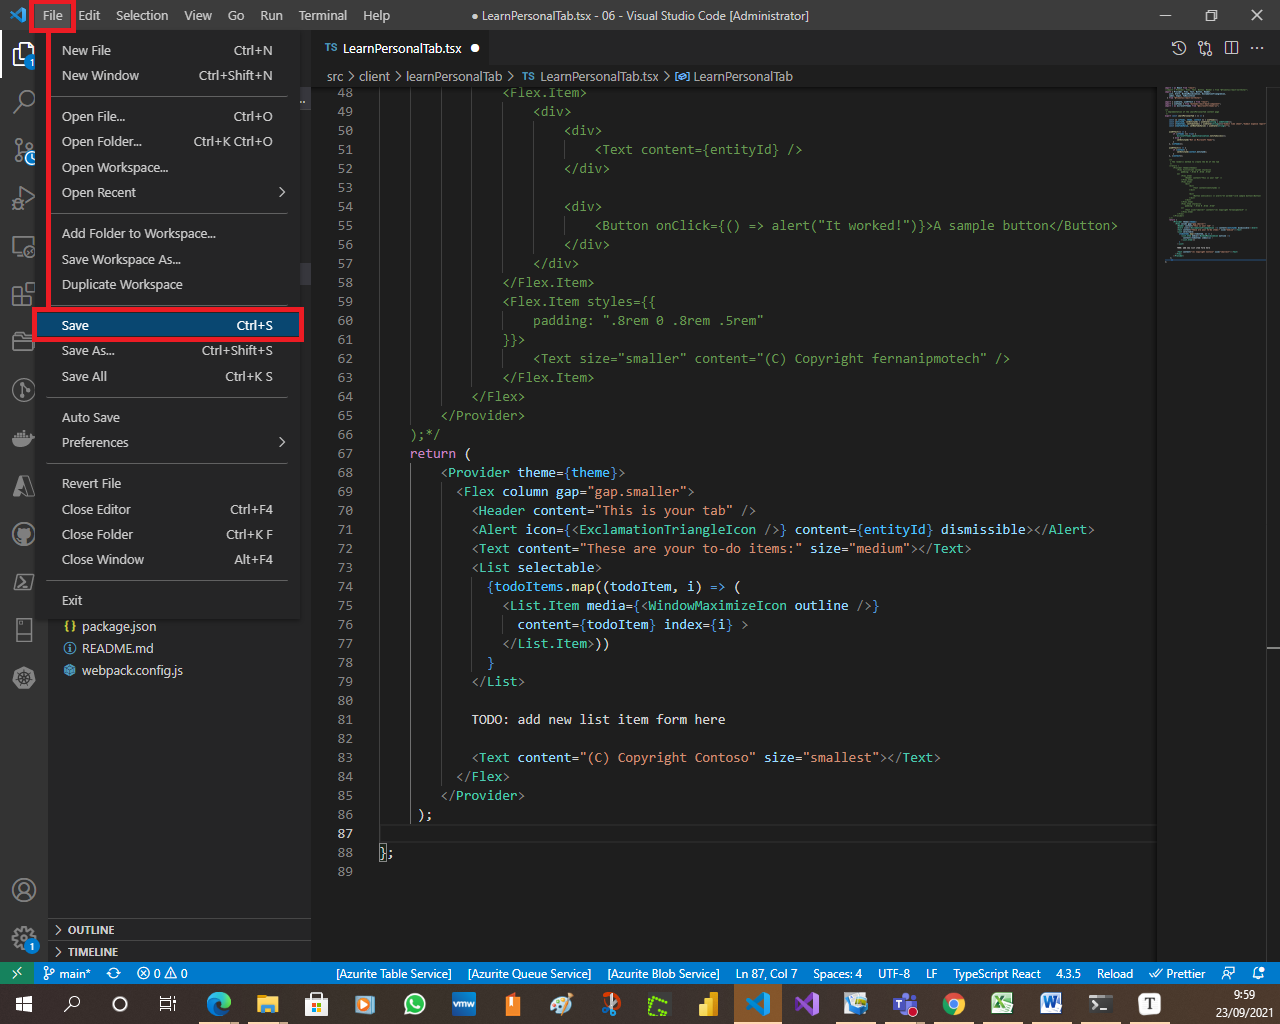 File Edit Selection View Go Run Terminal Help
● LearnPersonalTab.tsx - 06 - Visual Studio Code [Administrator]
New File Ctrl+N
New Window Ctrl+Shift+N
Open File... Ctrl+O
Open Folder... Ctrl+K Ctrl+O
Open Workspace...
Open Recent
Add Folder to Workspace...
Save Workspace As...
Duplicate Workspace
Save Ctrl+S
Save As... Ctrl+Shift+S
Save All Ctrl+K S
Auto Save
Preferences
Revert File
Close Editor Ctrl+F4
Close Folder Ctrl+K F
Close Window Alt+F4
Exit
{} package.json
README.md
webpack.config.js
OUTLINE
TIMELINE
TS LearnPersonalTab.tsx ●
src > client > learnPersonalTab > TS LearnPersonalTab.tsx > LearnPersonalTab
48 <Flex.Item>
49 <div>
50 <div>
51 <Text content={entityId} />
52 </div>
53
54 <div>
55 <Button onClick={() => alert("It worked!")}>A sample button</Button>
56 </div>
57 </div>
58 </Flex.Item>
59 <Flex.Item styles={{
60 padding: ".8rem 0 .8rem .5rem"
61 }}>
62 <Text size="smaller" content="(C) Copyright fernanipmotech" />
63 </Flex.Item>
64 </Flex>
65 </Provider>
66 );*/
67 return (
68 <Provider theme={theme}>
69 <Flex column gap="gap.smaller">
70 <Header content="This is your tab" />
71 <Alert icon={<ExclamationTriangleIcon />} content={entityId} dismissible></Alert>
72 <Text content="These are your to-do items:" size="medium"></Text>
73 <List selectable>
74 {todoItems.map((todoItem, i) => (
75 <List.Item media={<WindowMaximizeIcon outline />}
76 content={todoItem} index={i} >
77 </List.Item>))
78 }
79 </List>
80
81 TODO: add new list item form here
82
83 <Text content="(C) Copyright Contoso" size="smallest"></Text>
84 </Flex>
85 </Provider>
86 );
87
88 };
89
main* 0 0 [Azurite Table Service] [Azurite Queue Service] [Azurite Blob Service] Ln 87, Col 7 Spaces: 4 UTF-8 LF TypeScript React 4.3.5 Reload Prettier
9:59
23/09/2021